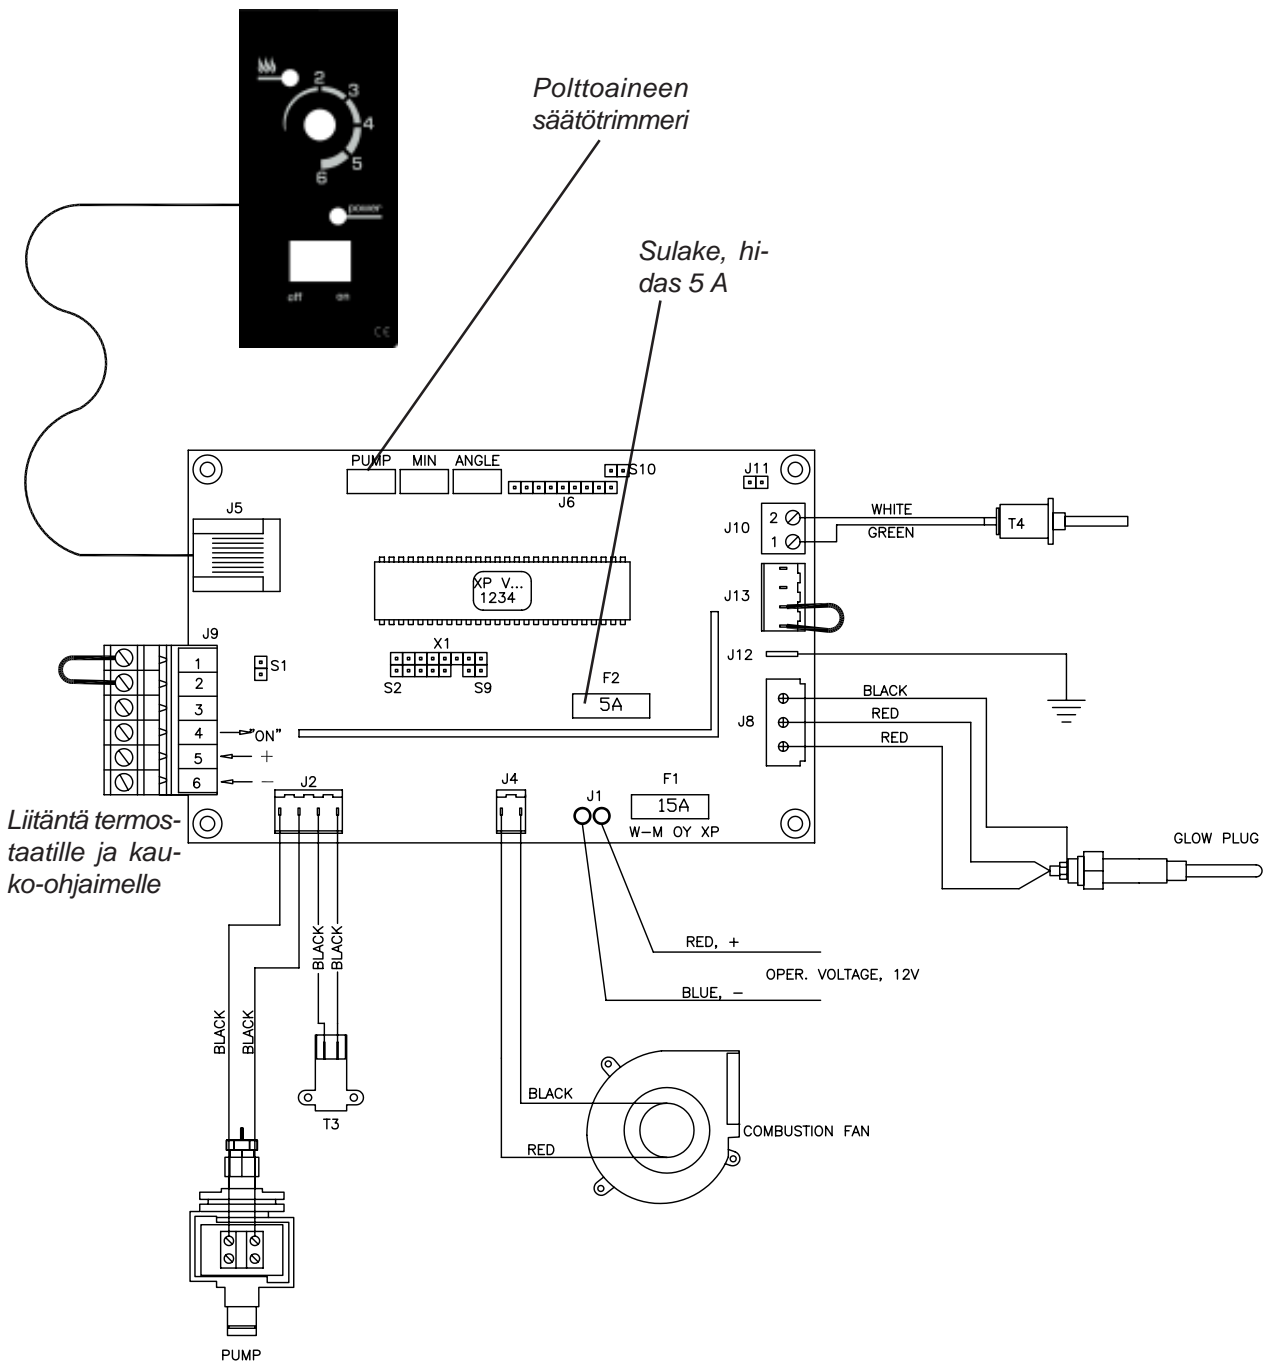 2
3
4
5
6
power
off on
CE
Polttoaineen
säätötrimmeri
Sulake, hi-
das 5 A
PUMP MIN ANGLE
S10
J6
J11
J5
J10
2
1
WHITE
GREEN
T4
XP V...
1234
J13
J9
1
2
3
4
5
6
"ON"
+
−
S1
X1
S2 S9
F2
5A
J12
J8
BLACK
RED
RED
J2
J4
J1
F1
15A
W-M OY XP
Liitäntä termos-
taatille ja kau-
ko-ohjaimelle
GLOW PLUG
RED, +
OPER. VOLTAGE, 12V
BLUE, −
BLACK
BLACK
BLACK
BLACK
T3
BLACK
RED
COMBUSTION FAN
PUMP